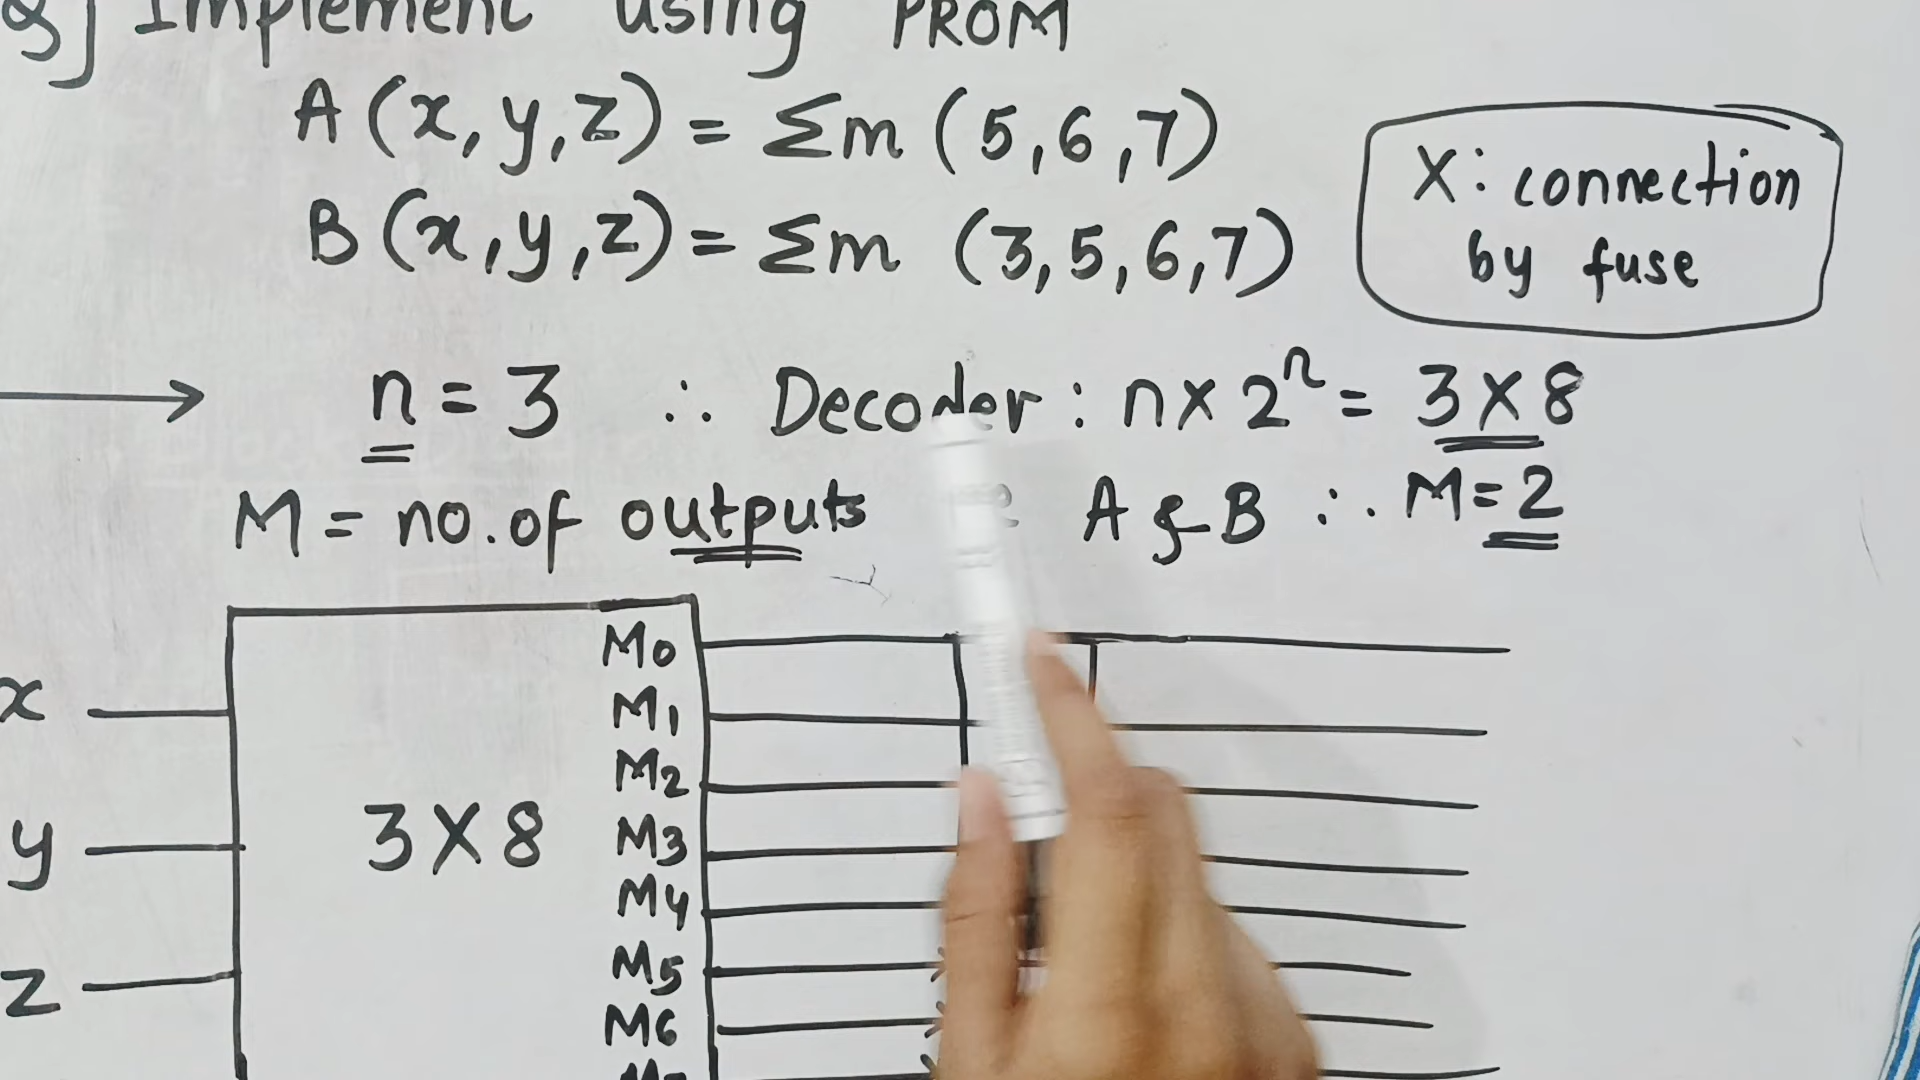 Q] Implement using PROM
A (x, y, z) = Σm (5, 6, 7)
B (x, y, z) = Σm (3, 5, 6, 7)
X : connection
by fuse
n = 3 ∴ Decoder : n x 2ⁿ = 3 X 8
M = no. of outputs : A & B ∴ M = 2
x
y
z
3 X 8
M0
M1
M2
M3
M4
M5
M6